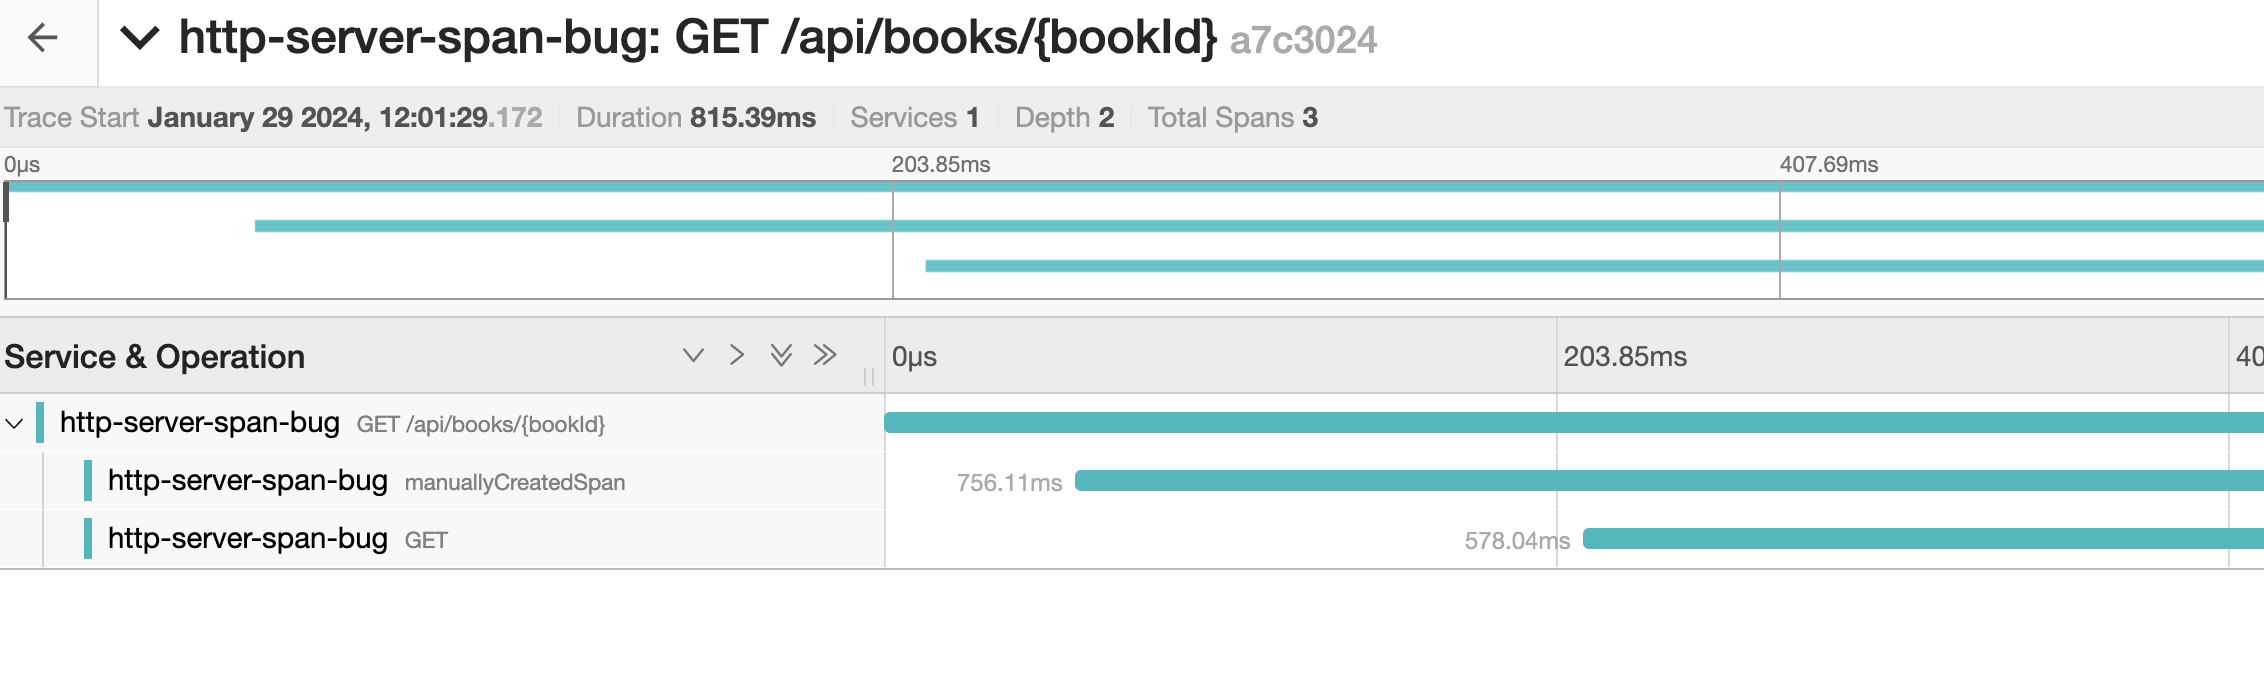 http-server-span-bug: GET /api/books/{bookId} a7c3024
Trace Start January 29 2024, 12:01:29.172 Duration 815.39ms Services 1 Depth 2 Total Spans 3
0μs 203.85ms 407.69ms
Service & Operation 0μs 203.85ms 40
http-server-span-bug GET /api/books/{bookId}
http-server-span-bug manuallyCreatedSpan 756.11ms
http-server-span-bug GET 578.04ms